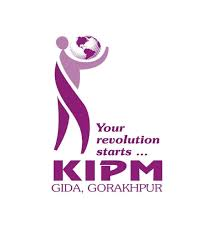 Your
revolution
starts ...
KIPM
GIDA, GORAKHPUR